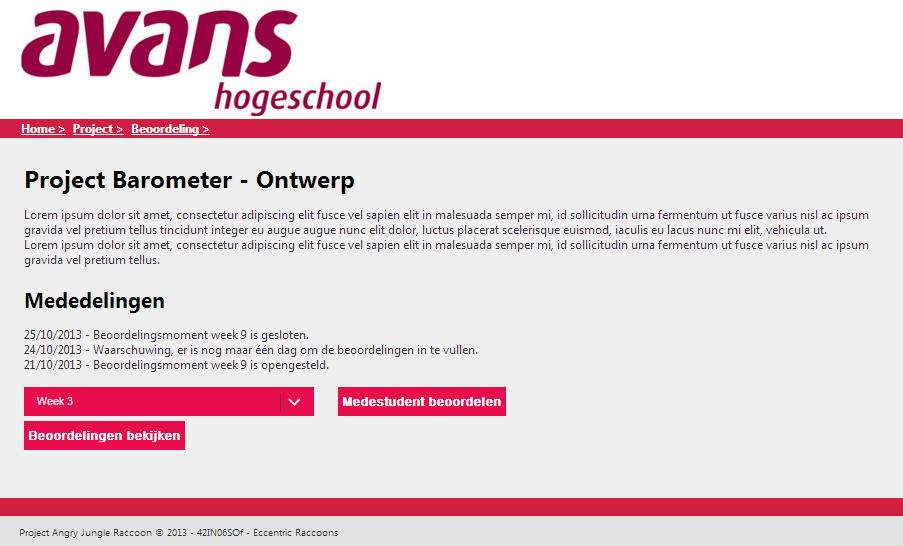 avans
hogeschool
Home > Project > Beoordeling >
Project Barometer - Ontwerp
Lorem ipsum dolor sit amet, consectetur adipiscing elit fusce vel sapien elit in malesuada semper mi, id sollicitudin urna fermentum ut fusce varius nisl ac ipsum
gravida vel pretium tellus tincidunt integer eu augue augue nunc elit dolor, luctus placerat scelerisque euismod, iaculis eu lacus nunc mi elit, vehicula ut.
Lorem ipsum dolor sit amet, consectetur adipiscing elit fusce vel sapien elit in malesuada semper mi, id sollicitudin urna fermentum ut fusce varius nisl ac ipsum
gravida vel pretium tellus.
Mededelingen
25/10/2013 - Beoordelingsmoment week 9 is gesloten.
24/10/2013 - Waarschuwing, er is nog maar één dag om de beoordelingen in te vullen.
21/10/2013 - Beoordelingsmoment week 9 is opengesteld.
Week 3 Medestudent beoordelen
Beoordelingen bekijken
Project Angry Jungle Raccoon © 2013 - 42IN06SOf - Eccentric Raccoons